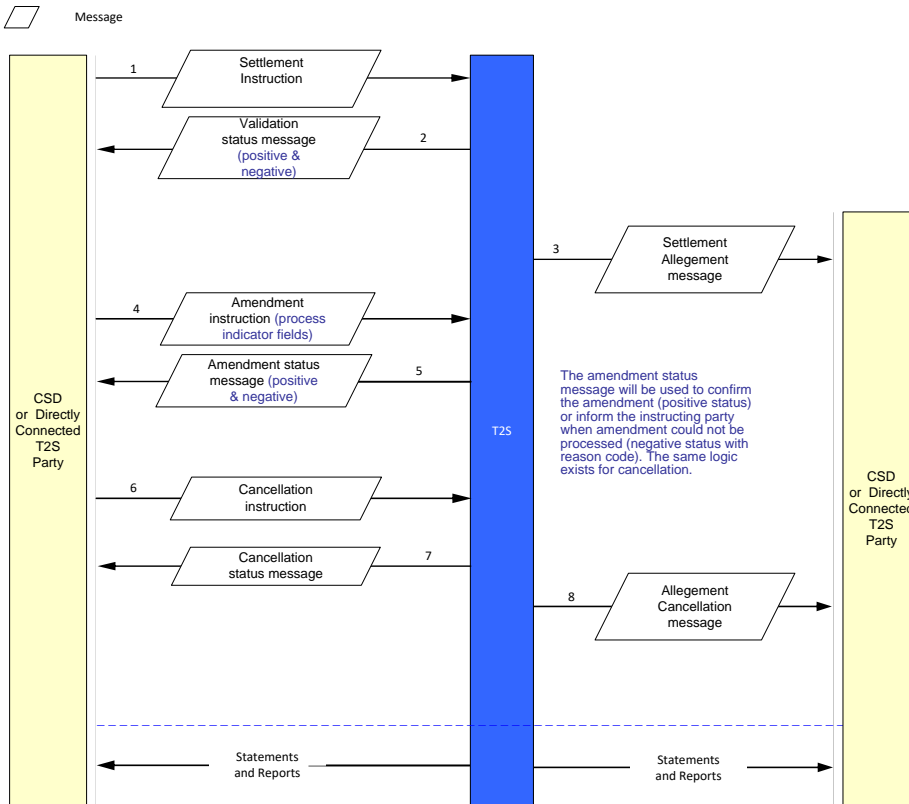 Message
1
Settlement
Instruction
Validation
status message
(positive &
negative)
2
3
Settlement
Allegement
message
4
Amendment
instruction (process
indicator fields)
Amendment status
message (positive
& negative)
5
The amendment status
message will be used to confirm
the amendment (positive status)
or inform the instructing party
when amendment could not be
processed (negative status with
reason code). The same logic
exists for cancellation.
CSD
or Directly
Connected
T2S
Party
T2S
CSD
or Directly
Connected
T2S
Party
6
Cancellation
instruction
Cancellation
status message
7
8
Allegement
Cancellation
message
Statements
and Reports
Statements
and Reports